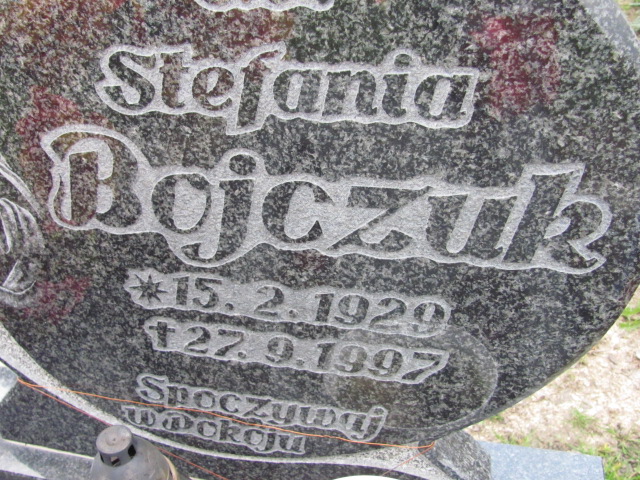 Stefania
Bojczuk
* 15. 2. 1929
† 27. 9. 1997
Spoczywaj
w Pokoju